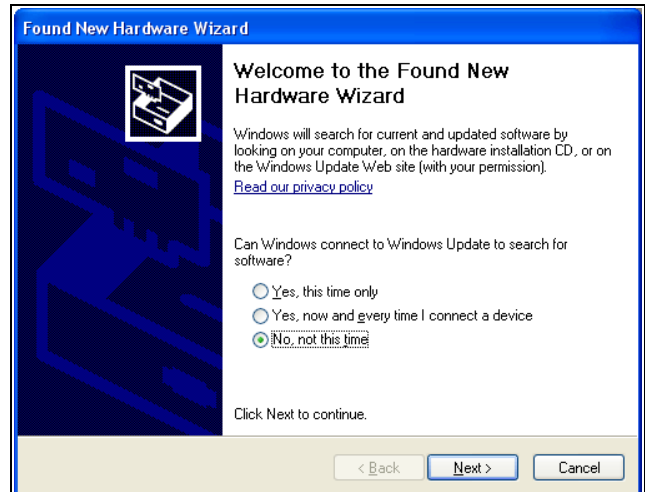 Found New Hardware Wizard
Welcome to the Found New
Hardware Wizard
Windows will search for current and updated software by
looking on your computer, on the hardware installation CD, or on
the Windows Update Web site (with your permission).
Read our privacy policy
Can Windows connect to Windows Update to search for
software?
Yes, this time only
Yes, now and every time I connect a device
No, not this time
Click Next to continue.
< Back
Next >
Cancel